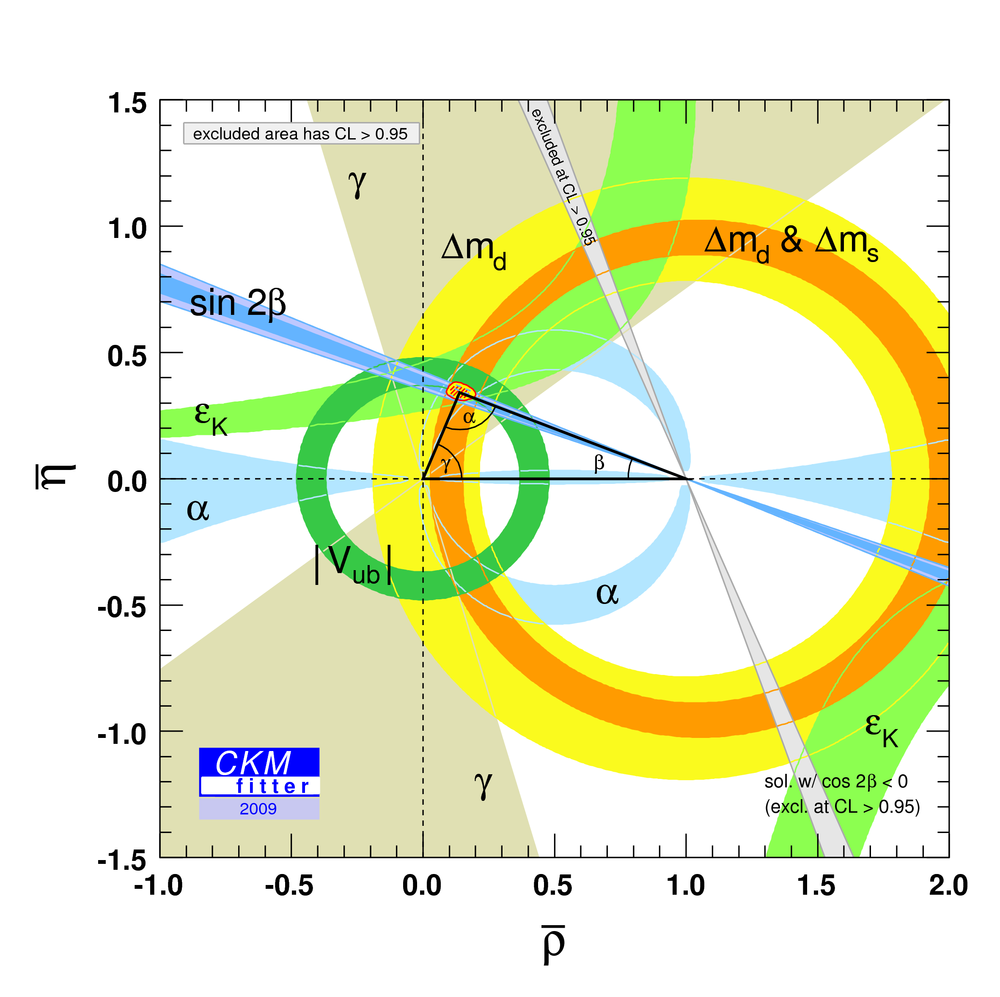 1.5
1.0
0.5
0.0
-0.5
-1.0
-1.5
-1.0
-0.5
0.0
0.5
1.0
1.5
2.0
η̅
ρ̅
excluded area has CL > 0.95
excluded at CL > 0.95
γ
Δm_d
Δm_d & Δm_s
sin 2β
ε_K
α
α
γ
β
α
|V_ub|
α
ε_K
γ
sol. w/ cos 2β < 0
(excl. at CL > 0.95)
CKM
fitter
2009